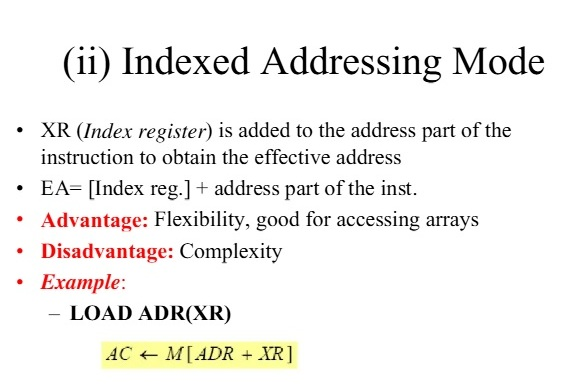 (ii) Indexed Addressing Mode
• XR (Index register) is added to the address part of the
instruction to obtain the effective address
• EA= [Index reg.] + address part of the inst.
• Advantage: Flexibility, good for accessing arrays
• Disadvantage: Complexity
• Example:
– LOAD ADR(XR)
AC ← M[ADR + XR]